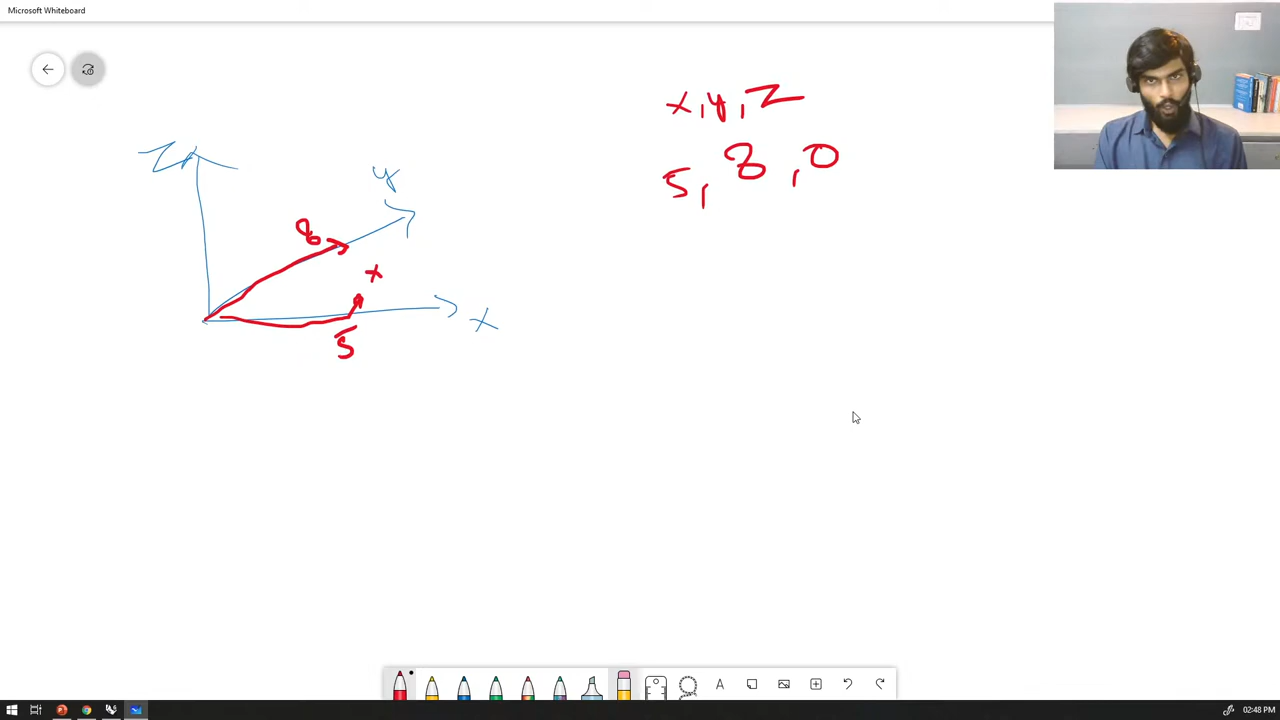 Microsoft Whiteboard
x, y, z
5, 8, 0
Z
y
8
x
5
x
A
02:48 PM